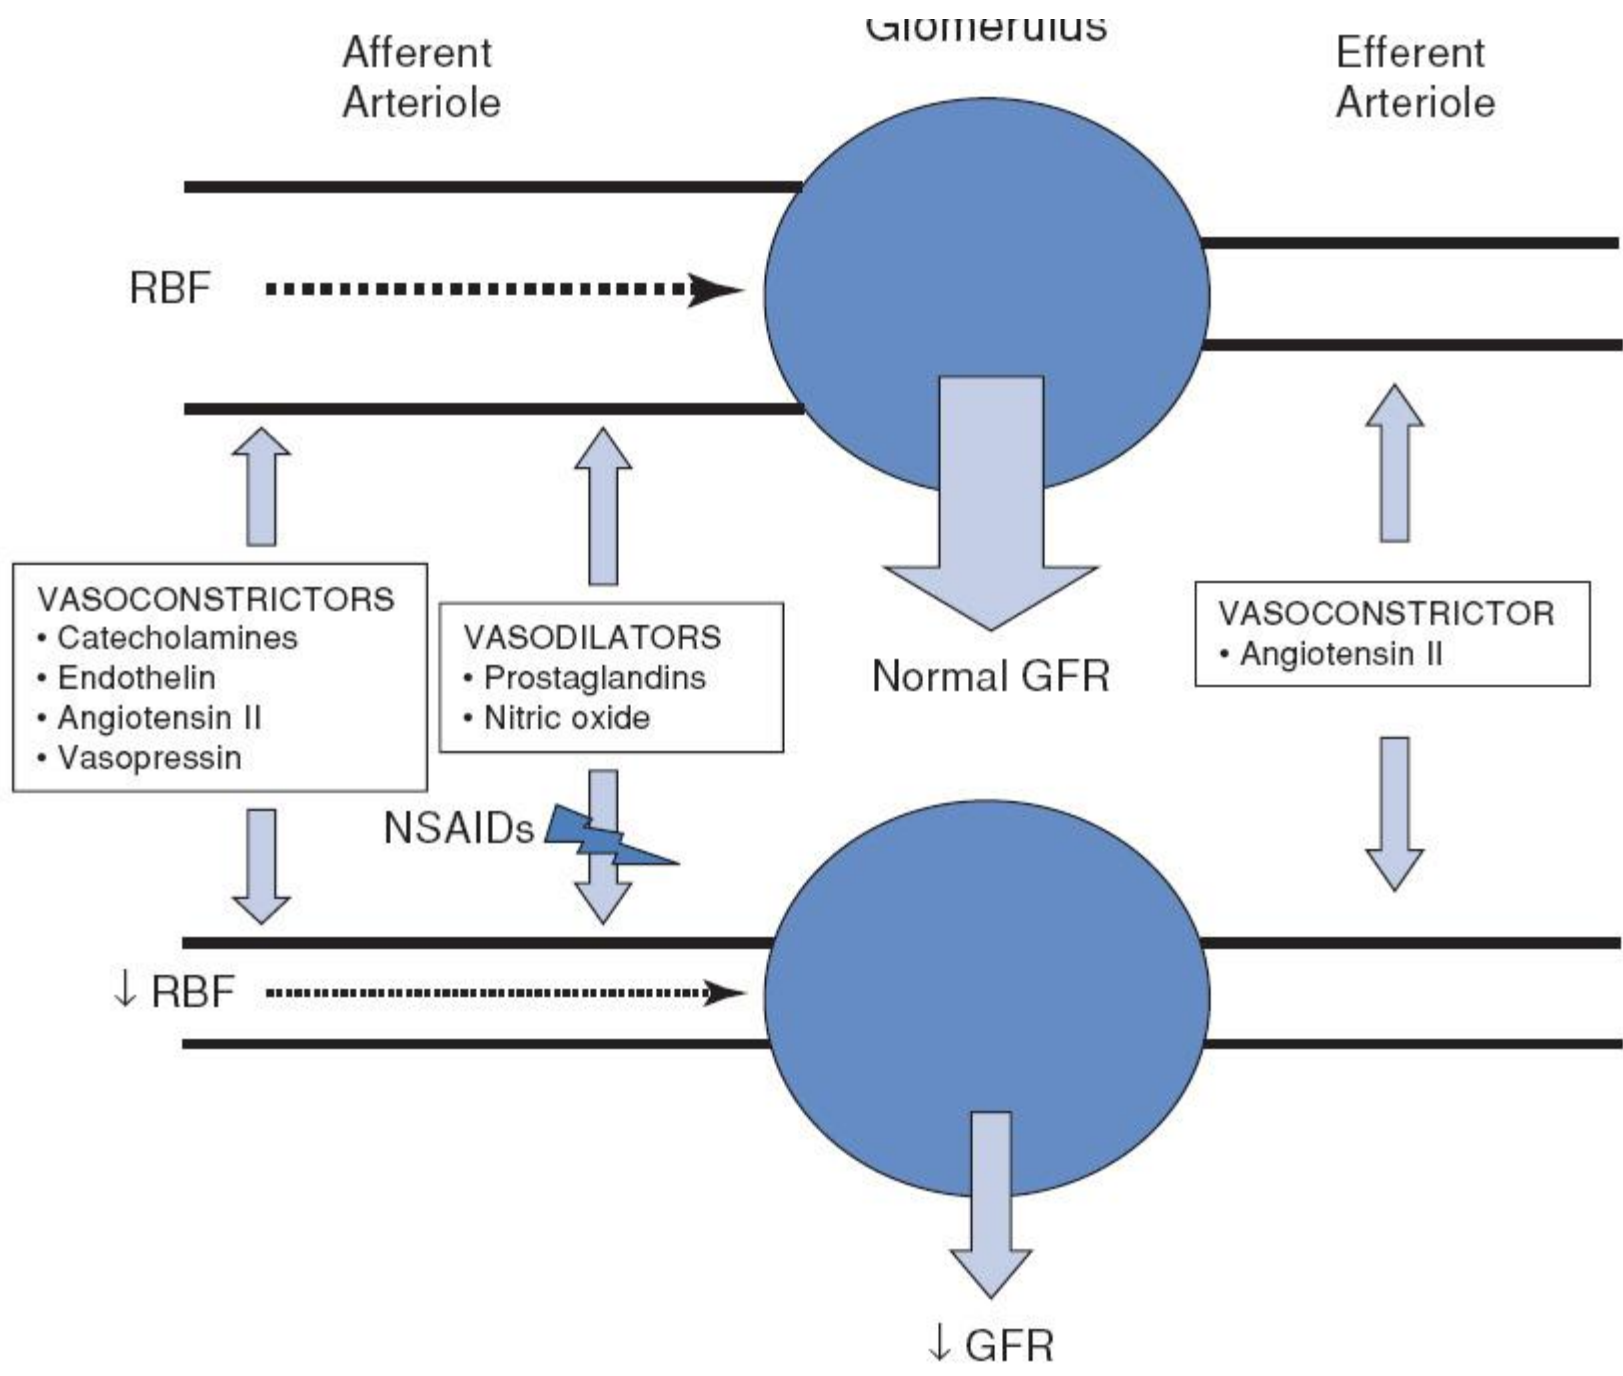 Glomerulus
Afferent
Arteriole
Efferent
Arteriole
RBF
VASOCONSTRICTORS
• Catecholamines
• Endothelin
• Angiotensin II
• Vasopressin
VASODILATORS
• Prostaglandins
• Nitric oxide
Normal GFR
VASOCONSTRICTOR
• Angiotensin II
NSAIDs
↓ RBF
↓ GFR